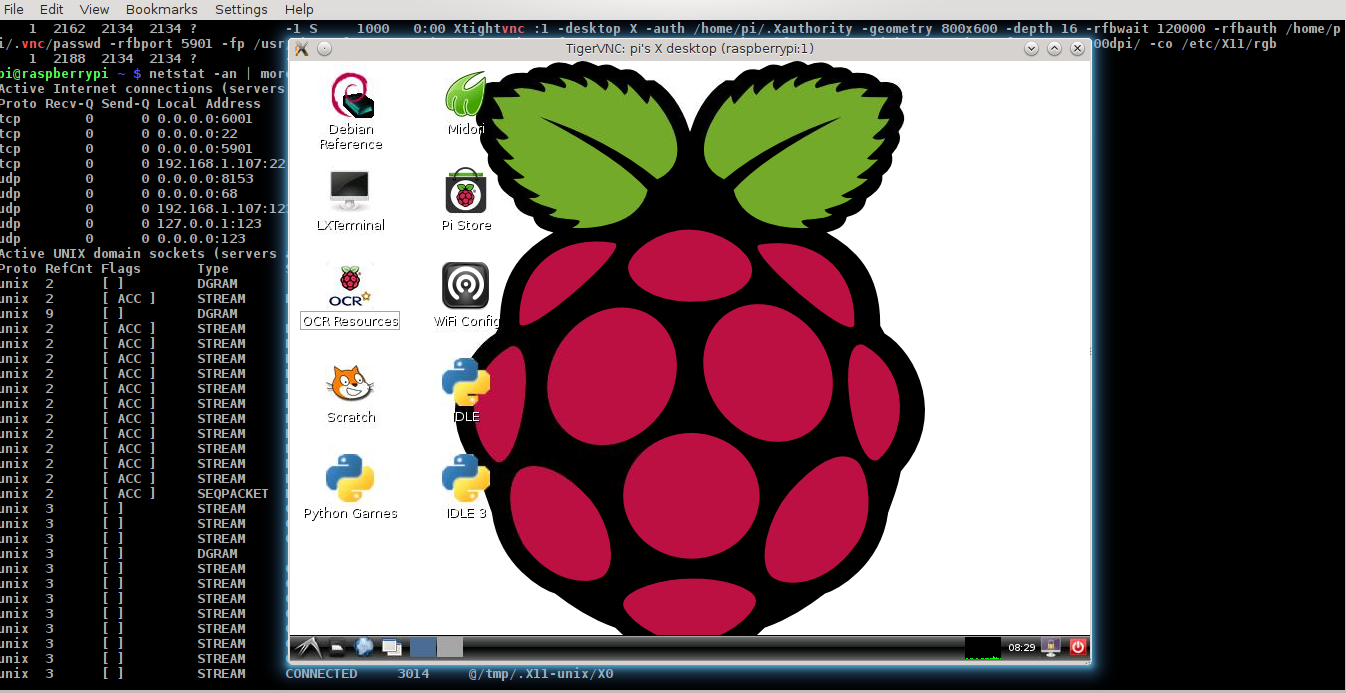 File Edit View Bookmarks Settings Help
1 2162 2134 2134 ? -1 S 1000 0:00 Xtightvnc :1 -desktop X -auth /home/pi/.Xauthority -geometry 800x600 -depth 16 -rfbwait 120000 -rfbauth /home/p
i/.vnc/passwd -rfbport 5901 -fp /usr
00dpi/ -co /etc/X11/rgb
1 2188 2134 2134 ?
pi@raspberrypi ~ $ netstat -an | more
Active Internet connections (servers
Proto Recv-Q Send-Q Local Address
tcp 0 0 0.0.0.0:6001
tcp 0 0 0.0.0.0:22
tcp 0 0 0.0.0.0:5901
tcp 0 0 192.168.1.107:22
udp 0 0 0.0.0.0:8153
udp 0 0 0.0.0.0:68
udp 0 0 192.168.1.107:123
udp 0 0 127.0.0.1:123
udp 0 0 0.0.0.0:123
Active UNIX domain sockets (servers
Proto RefCnt Flags Type
unix 2 [ ] DGRAM
unix 2 [ ACC ] STREAM
unix 9 [ ] DGRAM
unix 2 [ ACC ] STREAM
unix 2 [ ACC ] STREAM
unix 2 [ ACC ] STREAM
unix 2 [ ACC ] STREAM
unix 2 [ ACC ] STREAM
unix 2 [ ACC ] STREAM
unix 2 [ ACC ] STREAM
unix 2 [ ACC ] STREAM
unix 2 [ ACC ] STREAM
unix 2 [ ACC ] STREAM
unix 2 [ ACC ] STREAM
unix 2 [ ACC ] SEQPACKET
unix 3 [ ] STREAM
unix 3 [ ] STREAM
unix 3 [ ] STREAM
unix 3 [ ] DGRAM
unix 3 [ ] STREAM
unix 3 [ ] STREAM
unix 3 [ ] STREAM
unix 3 [ ] STREAM
unix 3 [ ] STREAM
unix 3 [ ] STREAM
unix 3 [ ] STREAM
unix 3 [ ] STREAM CONNECTED 3014 @/tmp/.X11-unix/X0
TigerVNC: pi's X desktop (raspberrypi:1)
Debian
Reference
Midori
LXTerminal
Pi Store
OCR
OCR Resources
WiFi Config
Scratch
IDLE
Python Games
IDLE 3
08:29